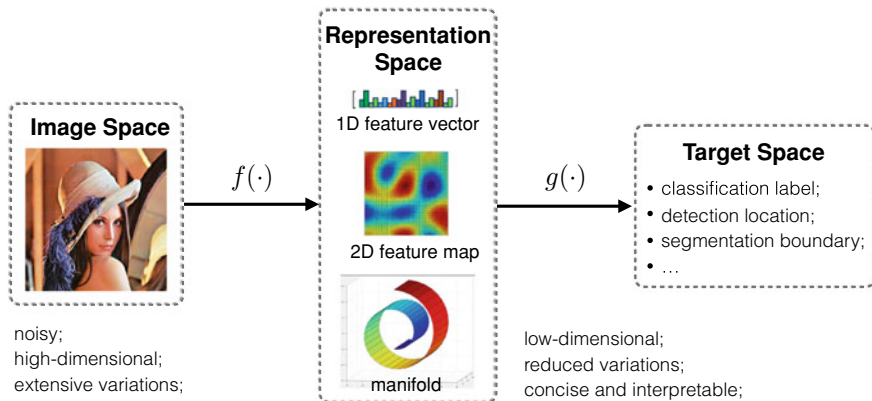 Image Space
noisy;
high-dimensional;
extensive variations;
f(·)
Representation
Space
1D feature vector
2D feature map
manifold
g(·)
low-dimensional;
reduced variations;
concise and interpretable;
Target Space
• classification label;
• detection location;
• segmentation boundary;
• ...